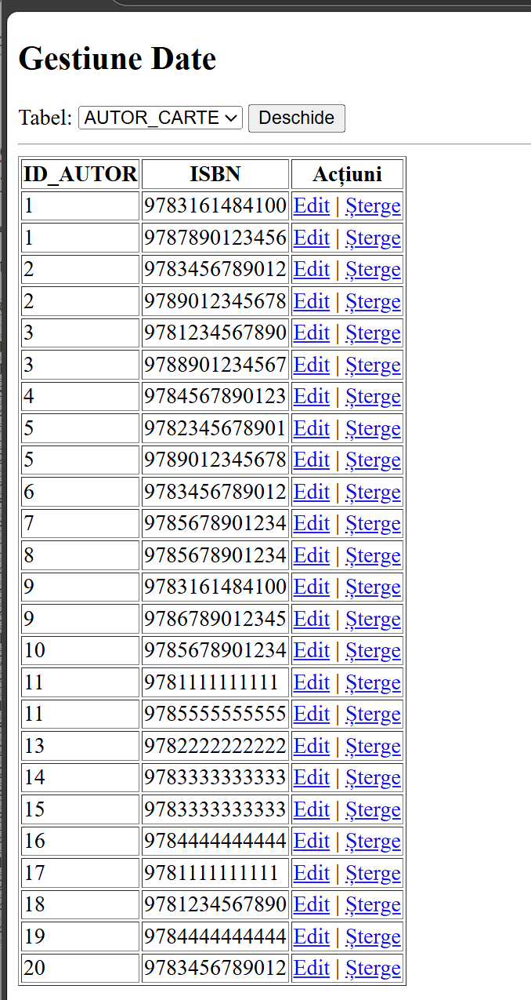 Gestiune Date
Tabel: AUTOR_CARTE Deschide
ID_AUTOR ISBN Acțiuni
1 9783161484100 Edit | Șterge
1 9787890123456 Edit | Șterge
2 9783456789012 Edit | Șterge
2 9789012345678 Edit | Șterge
3 9781234567890 Edit | Șterge
3 9788901234567 Edit | Șterge
4 9784567890123 Edit | Șterge
5 9782345678901 Edit | Șterge
5 9789012345678 Edit | Șterge
6 9783456789012 Edit | Șterge
7 9785678901234 Edit | Șterge
8 9785678901234 Edit | Șterge
9 9783161484100 Edit | Șterge
9 9786789012345 Edit | Șterge
10 9785678901234 Edit | Șterge
11 9781111111111 Edit | Șterge
11 9785555555555 Edit | Șterge
13 9782222222222 Edit | Șterge
14 9783333333333 Edit | Șterge
15 9783333333333 Edit | Șterge
16 9784444444444 Edit | Șterge
17 9781111111111 Edit | Șterge
18 9781234567890 Edit | Șterge
19 9784444444444 Edit | Șterge
20 9783456789012 Edit | Șterge